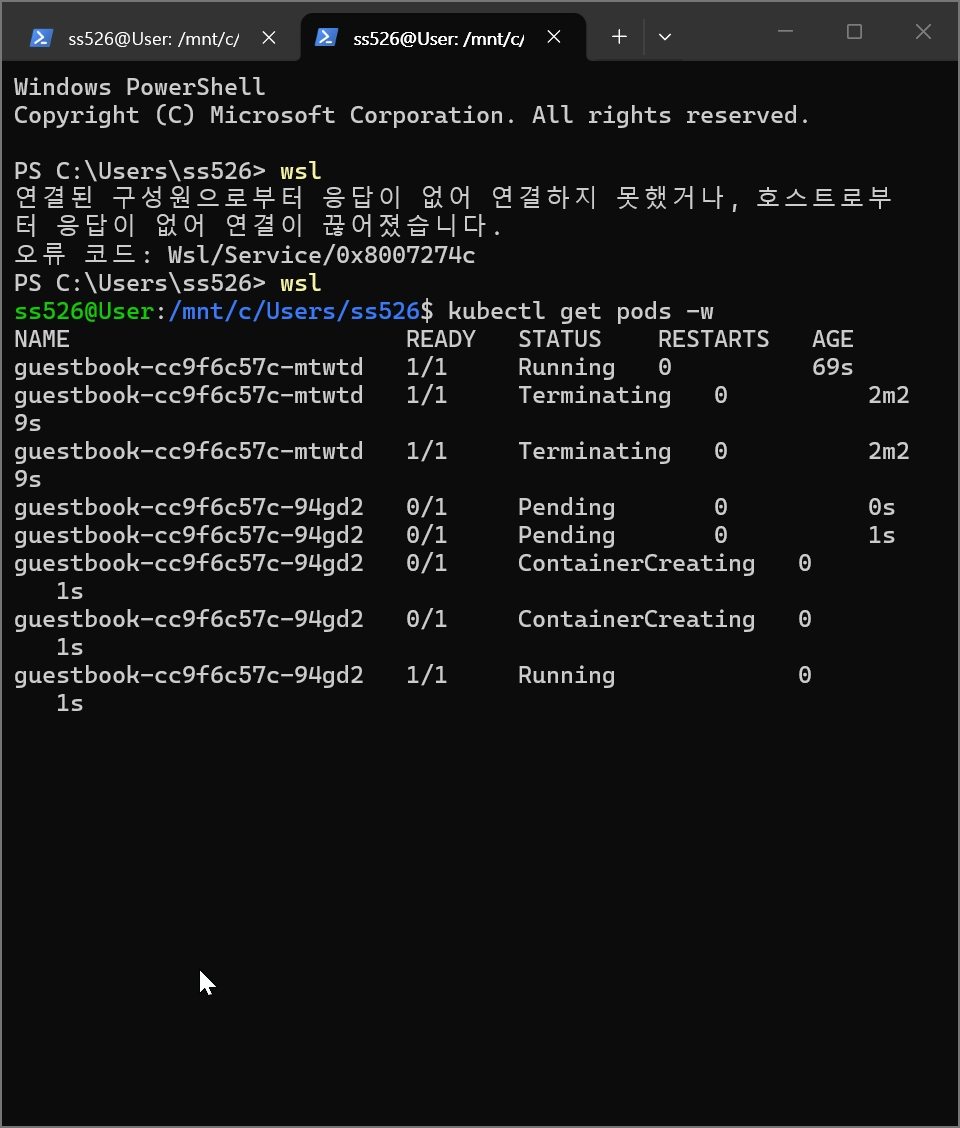 ss526@User: /mnt/c/
ss526@User: /mnt/c/
Windows PowerShell
Copyright (C) Microsoft Corporation. All rights reserved.
PS C:\Users\ss526> wsl
연결된 구성원으로부터 응답이 없어 연결하지 못했거나, 호스트로부
터 응답이 없어 연결이 끊어졌습니다.
오류 코드: Wsl/Service/0x8007274c
PS C:\Users\ss526> wsl
ss526@User:/mnt/c/Users/ss526$ kubectl get pods -w
NAME                        READY   STATUS    RESTARTS   AGE
guestbook-cc9f6c57c-mtwtd   1/1     Running   0          69s
guestbook-cc9f6c57c-mtwtd   1/1     Terminating   0          2m2
9s
guestbook-cc9f6c57c-mtwtd   1/1     Terminating   0          2m2
9s
guestbook-cc9f6c57c-94gd2   0/1     Pending       0          0s
guestbook-cc9f6c57c-94gd2   0/1     Pending       0          1s
guestbook-cc9f6c57c-94gd2   0/1     ContainerCreating   0
   1s
guestbook-cc9f6c57c-94gd2   0/1     ContainerCreating   0
   1s
guestbook-cc9f6c57c-94gd2   1/1     Running             0
   1s